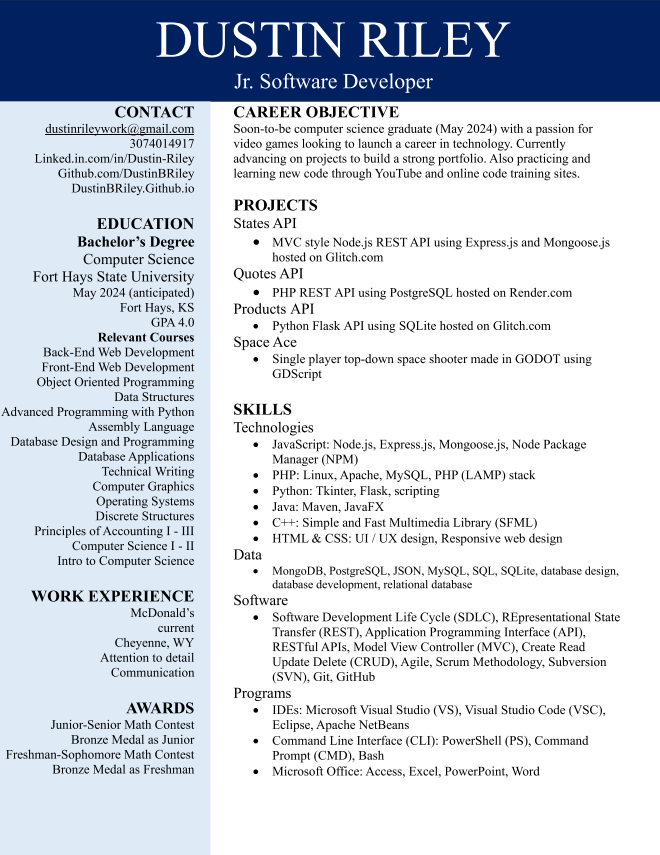 DUSTIN RILEY
Jr. Software Developer
CONTACT
dustinrileywork@gmail.com
3074014917
Linked.in.com/in/Dustin-Riley
Github.com/DustinBRiley
DustinBRiley.Github.io
EDUCATION
Bachelor's Degree
Computer Science
Fort Hays State University
May 2024 (anticipated)
Fort Hays, KS
GPA 4.0
Relevant Courses
Back-End Web Development
Front-End Web Development
Object Oriented Programming
Data Structures
Advanced Programming with Python
Assembly Language
Database Design and Programming
Database Applications
Technical Writing
Computer Graphics
Operating Systems
Discrete Structures
Principles of Accounting I - III
Computer Science I - II
Intro to Computer Science
WORK EXPERIENCE
McDonald's
current
Cheyenne, WY
Attention to detail
Communication
AWARDS
Junior-Senior Math Contest
Bronze Medal as Junior
Freshman-Sophomore Math Contest
Bronze Medal as Freshman
CAREER OBJECTIVE
Soon-to-be computer science graduate (May 2024) with a passion for
video games looking to launch a career in technology. Currently
advancing on projects to build a strong portfolio. Also practicing and
learning new code through YouTube and online code training sites.
PROJECTS
States API
• MVC style Node.js REST API using Express.js and Mongoose.js
hosted on Glitch.com
Quotes API
• PHP REST API using PostgreSQL hosted on Render.com
Products API
• Python Flask API using SQLite hosted on Glitch.com
Space Ace
• Single player top-down space shooter made in GODOT using
GDScript
SKILLS
Technologies
• JavaScript: Node.js, Express.js, Mongoose.js, Node Package
Manager (NPM)
• PHP: Linux, Apache, MySQL, PHP (LAMP) stack
• Python: Tkinter, Flask, scripting
• Java: Maven, JavaFX
• C++: Simple and Fast Multimedia Library (SFML)
• HTML & CSS: UI / UX design, Responsive web design
Data
• MongoDB, PostgreSQL, JSON, MySQL, SQL, SQLite, database design,
database development, relational database
Software
• Software Development Life Cycle (SDLC), REpresentational State
Transfer (REST), Application Programming Interface (API),
RESTful APIs, Model View Controller (MVC), Create Read
Update Delete (CRUD), Agile, Scrum Methodology, Subversion
(SVN), Git, GitHub
Programs
• IDEs: Microsoft Visual Studio (VS), Visual Studio Code (VSC),
Eclipse, Apache NetBeans
• Command Line Interface (CLI): PowerShell (PS), Command
Prompt (CMD), Bash
• Microsoft Office: Access, Excel, PowerPoint, Word